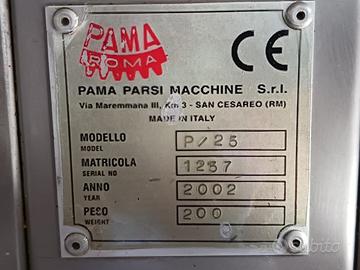 PAMA
ROMA
CE
PAMA PARSI MACCHINE S.r.l.
Via Maremmana III, Km 3 - SAN CESAREO (RM)
MADE IN ITALY
MODELLO
MODEL
P/25
MATRICOLA
SERIAL NO
1237
ANNO
YEAR
2002
PESO
WEIGHT
200
subito